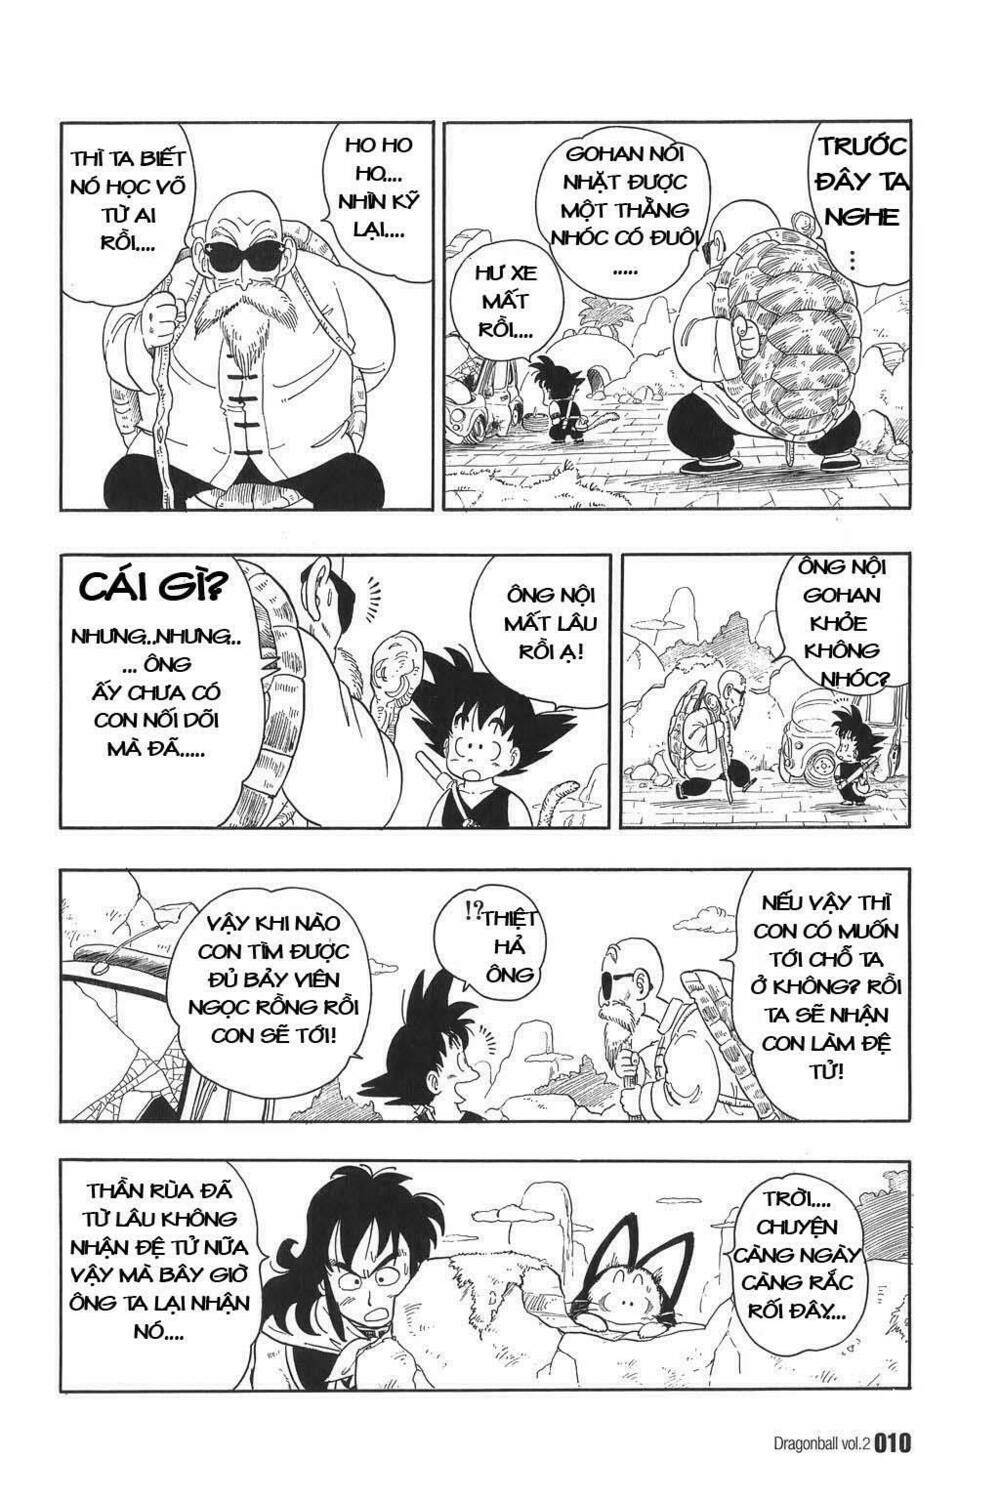 TRƯỚC
ĐÂY TA
NGHE
...
GOHAN NÓI
NHẶT ĐƯỢC
MỘT THẰNG
NHÓC CÓ ĐUÔI
.....
HƯ XE
MẤT
RỒI....
HO HO
HO....
NHÌN KỸ
LẠI....
THÌ TA BIẾT
NÓ HỌC VÕ
TỪ AI
RỒI....
ÔNG NỘI
GOHAN
KHỎE
KHÔNG
NHÓC?
ÔNG NỘI
MẤT LÂU
RỒI Ạ!
CÁI GÌ?
NHƯNG..NHƯNG..
... ÔNG
ẤY CHƯA CÓ
CON NỐI DÕI
MÀ ĐÃ.....
NẾU VẬY THÌ
CON CÓ MUỐN
TỚI CHỖ TA
Ở KHÔNG? RỒI
TA SẼ NHẬN
CON LÀM ĐỆ
TỬ!
!?THIỆT
HẢ
ÔNG
VẬY KHI NÀO
CON TÌM ĐƯỢC
ĐỦ BẢY VIÊN
NGỌC RỒNG RỒI
CON SẼ TỚI!
TRỜI....
CHUYỆN
CÀNG NGÀY
CÀNG RẮC
RỐI ĐÂY....
THẦN RÙA ĐÃ
TỪ LÂU KHÔNG
NHẬN ĐỆ TỬ NỮA
VẬY MÀ BÂY GIỜ
ÔNG TA LẠI NHẬN
NÓ....
Dragonball vol.2 010